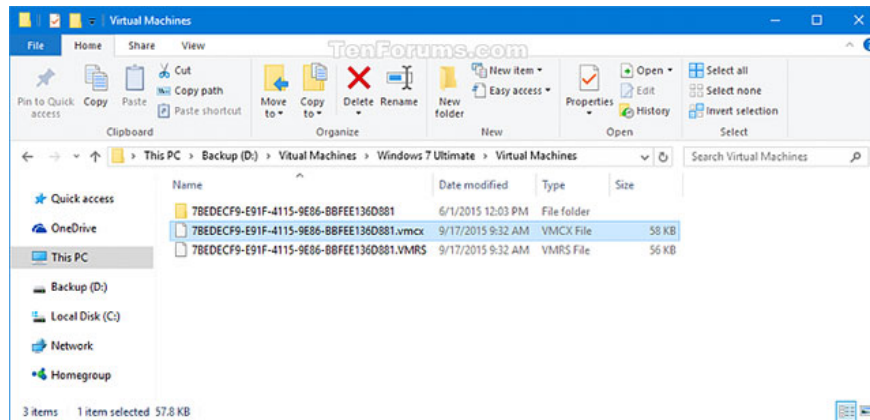 Virtual Machines
File Home Share View
TenForums.com
Pin to Quick access
Copy
Paste
Cut
Copy path
Paste shortcut
Clipboard
Move to
Copy to
Delete
Rename
Organize
New folder
New item
Easy access
New
Properties
Open
Edit
History
Open
Select all
Select none
Invert selection
Select
This PC > Backup (D:) > Vitual Machines > Windows 7 Ultimate > Virtual Machines
Search Virtual Machines
Name Date modified Type Size
7BEDECF9-E91F-4115-9E86-BBFEE136D881 6/1/2015 12:03 PM File folder
7BEDECF9-E91F-4115-9E86-BBFEE136D881.vmcx 9/17/2015 9:32 AM VMCX File 58 KB
7BEDECF9-E91F-4115-9E86-BBFEE136D881.VMRS 9/17/2015 9:32 AM VMRS File 56 KB
Quick access
OneDrive
This PC
Backup (D:)
Local Disk (C:)
Network
Homegroup
3 items 1 item selected 57.8 KB